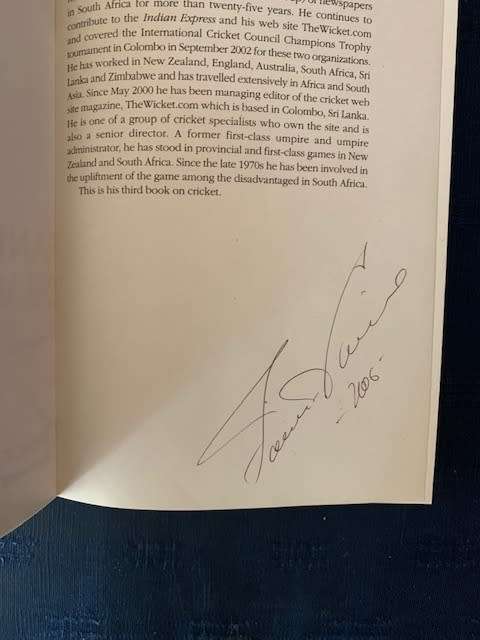 of newspapers
in South Africa for more than twenty-five years. He continues to
contribute to the Indian Express and his web site TheWicket.com
and covered the International Cricket Council Champions Trophy
tournament in Colombo in September 2002 for these two organizations.
He has worked in New Zealand, England, Australia, South Africa, Sri
Lanka and Zimbabwe and has travelled extensively in Africa and South
Asia. Since May 2000 he has been managing editor of the cricket web
site magazine, TheWicket.com which is based in Colombo, Sri Lanka.
He is one of a group of cricket specialists who own the site and is
also a senior director. A former first-class umpire and umpire
administrator, he has stood in provincial and first-class games in New
Zealand and South Africa. Since the late 1970s he has been involved in
the upliftment of the game among the disadvantaged in South Africa.
This is his third book on cricket.
2006